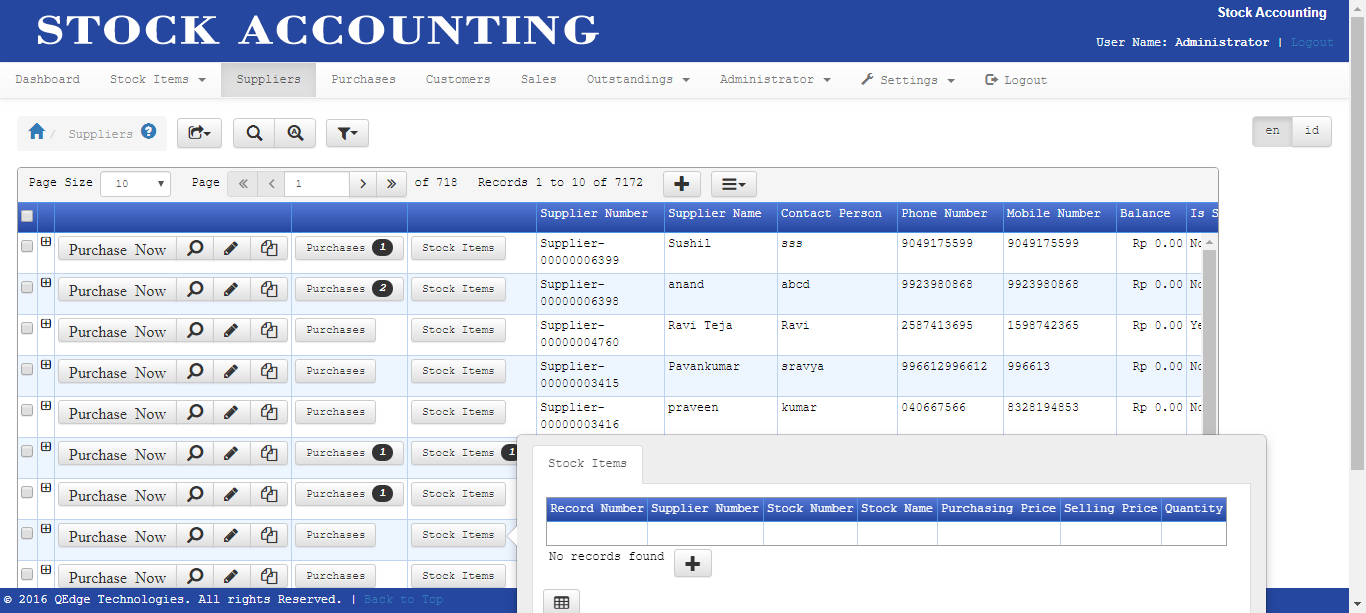 STOCK ACCOUNTING
Stock Accounting
User Name: Administrator | Logout
Dashboard Stock Items Suppliers Purchases Customers Sales Outstandings Administrator Settings Logout
/ Suppliers
en id
Page Size 10 Page 1 of 718 Records 1 to 10 of 7172
Supplier Number Supplier Name Contact Person Phone Number Mobile Number Balance Is S
Purchase Now Purchases 1 Stock Items Supplier- Sushil sss 9049175599 9049175599 Rp 0.00 No
00000006399
Purchase Now Purchases 2 Stock Items Supplier- anand abcd 9923980868 9923980868 Rp 0.00 No
00000006398
Purchase Now Purchases Stock Items Supplier- Ravi Teja Ravi 2587413695 1598742365 Rp 0.00 Ye
00000004760
Purchase Now Purchases Stock Items Supplier- Pavankumar sravya 996612996612 996613 Rp 0.00 No
00000003415
Purchase Now Purchases Stock Items Supplier- praveen kumar 040667566 8328194853 Rp 0.00 No
00000003416
Purchase Now Purchases 1 Stock Items 1
Purchase Now Purchases 1 Stock Items
Purchase Now Purchases Stock Items
Purchase Now Purchases Stock Items
Stock Items
Record Number Supplier Number Stock Number Stock Name Purchasing Price Selling Price Quantity
No records found
© 2016 QEdge Technologies. All rights Reserved. | Back to Top